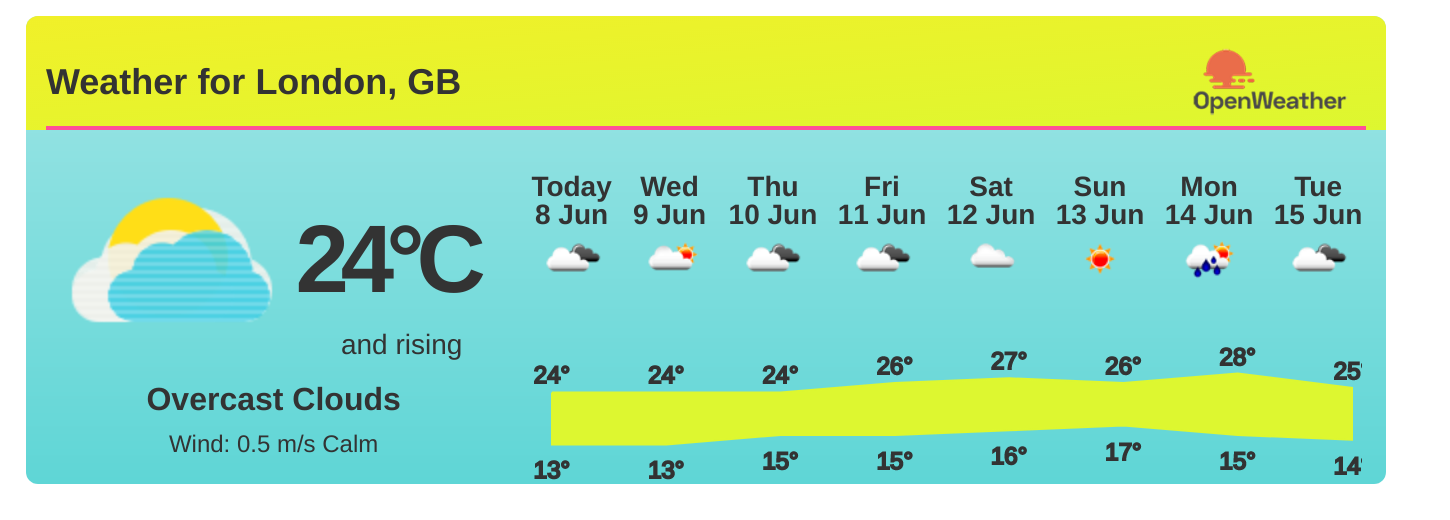 Weather for London, GB
OpenWeather
24°C
and rising
Overcast Clouds
Wind: 0.5 m/s Calm
Today Wed Thu Fri Sat Sun Mon Tue
8 Jun 9 Jun 10 Jun 11 Jun 12 Jun 13 Jun 14 Jun 15 Jun
24° 24° 24° 26° 27° 26° 28° 25°
13° 13° 15° 15° 16° 17° 15° 14°